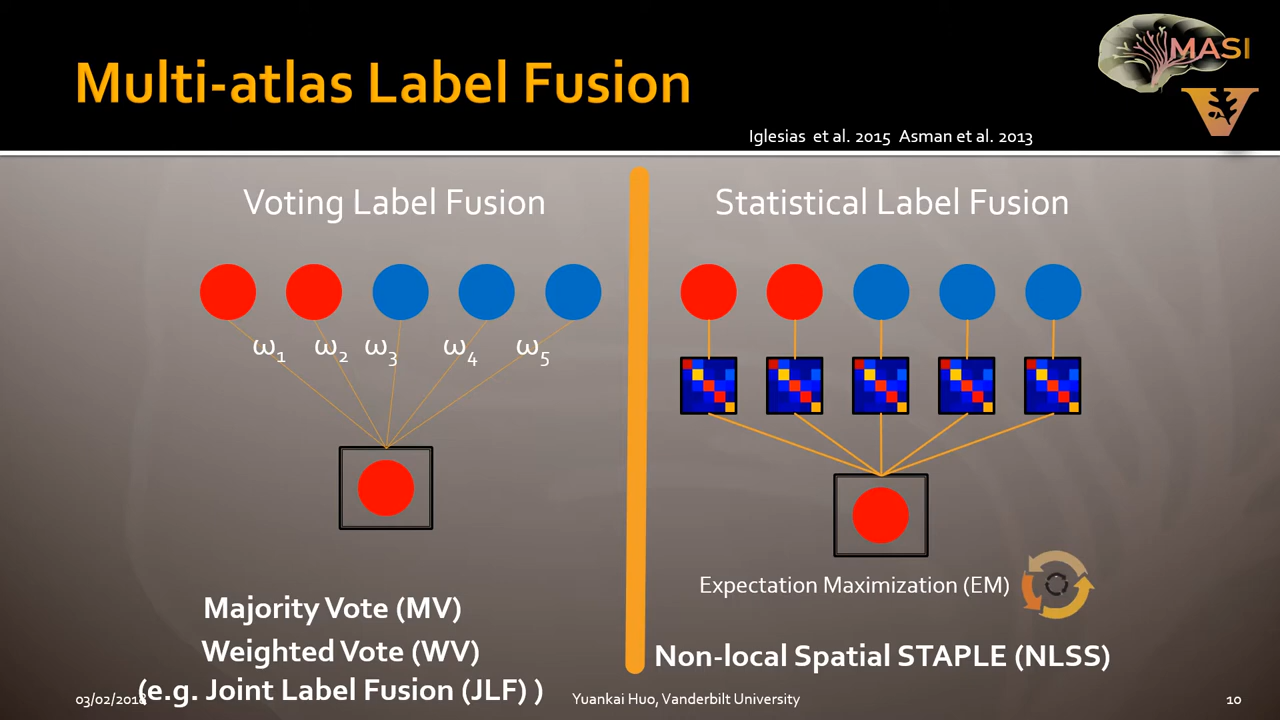 MASI
Multi-atlas Label Fusion
Iglesias et al. 2015 Asman et al. 2013
Voting Label Fusion
Statistical Label Fusion
ω1 ω2 ω3 ω4 ω5
Expectation Maximization (EM)
Majority Vote (MV)
Weighted Vote (WV)
(e.g. Joint Label Fusion (JLF) )
Non-local Spatial STAPLE (NLSS)
03/02/2018
Yuankai Huo, Vanderbilt University
10